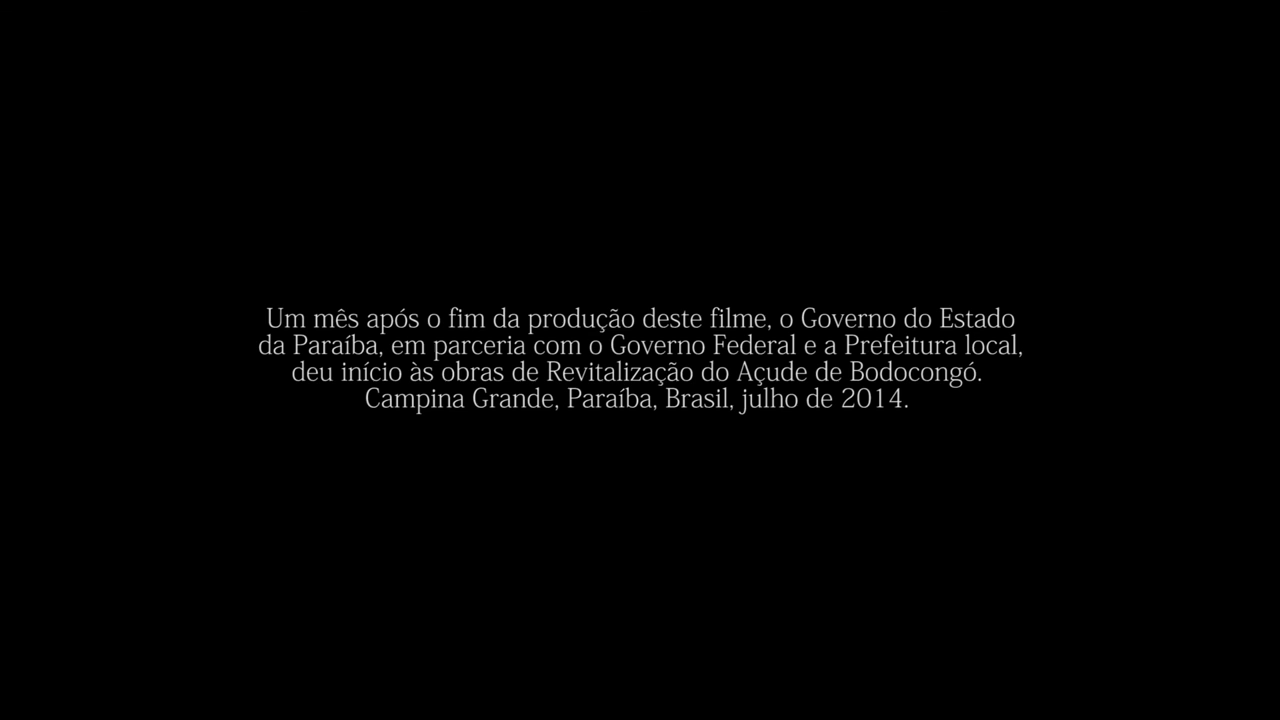 Um mês após o fim da produção deste filme, o Governo do Estado
da Paraíba, em parceria com o Governo Federal e a Prefeitura local,
deu início às obras de Revitalização do Açude de Bodocongó.
Campina Grande, Paraíba, Brasil, julho de 2014.